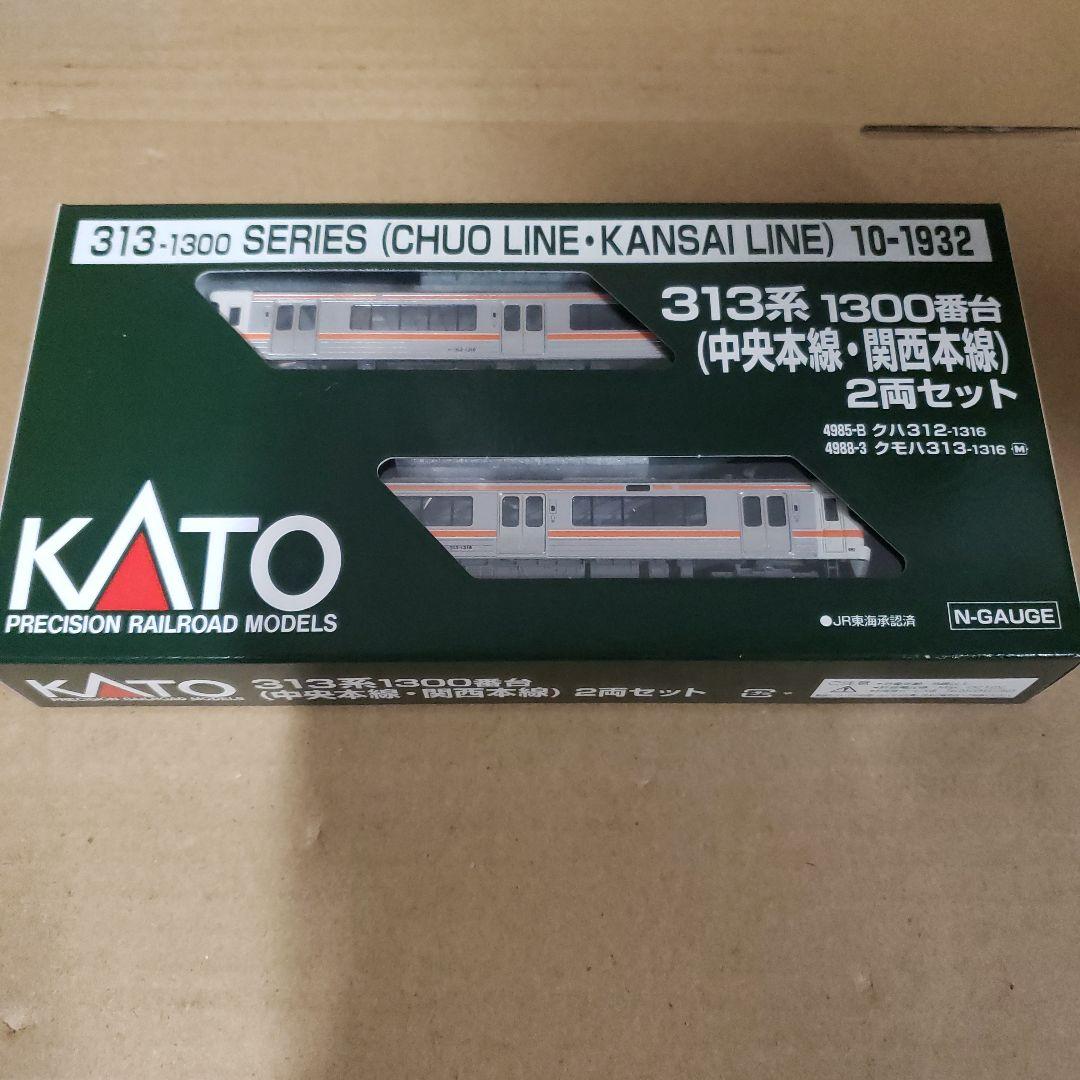 313-1300 SERIES (CHUO LINE・KANSAI LINE) 10-1932
313系 1300番台
(中央本線・関西本線)
2両セット
4985-B クハ312-1316
4988-3 クモハ313-1316 M
KATO
PRECISION RAILROAD MODELS
●JR東海承認済
N-GAUGE
KATO
PRECISION RAILROAD MODELS
313系1300番台
(中央本線・関西本線) 2両セット